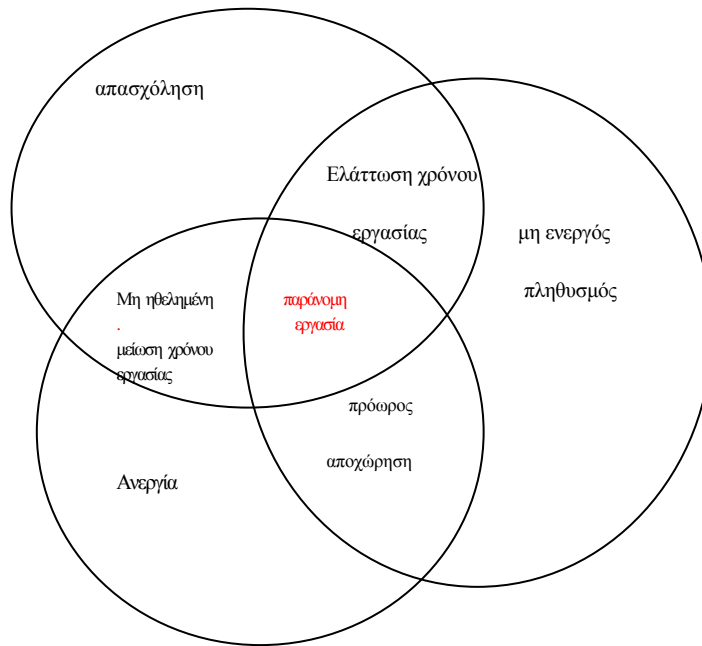 απασχόληση
Ελάττωση χρόνου
εργασίας
μη ενεργός
πληθυσμός
Μη ηθελημένη
.
μείωση χρόνου
εργασίας
παράνομη
εργασία
πρόωρος
αποχώρηση
Ανεργία